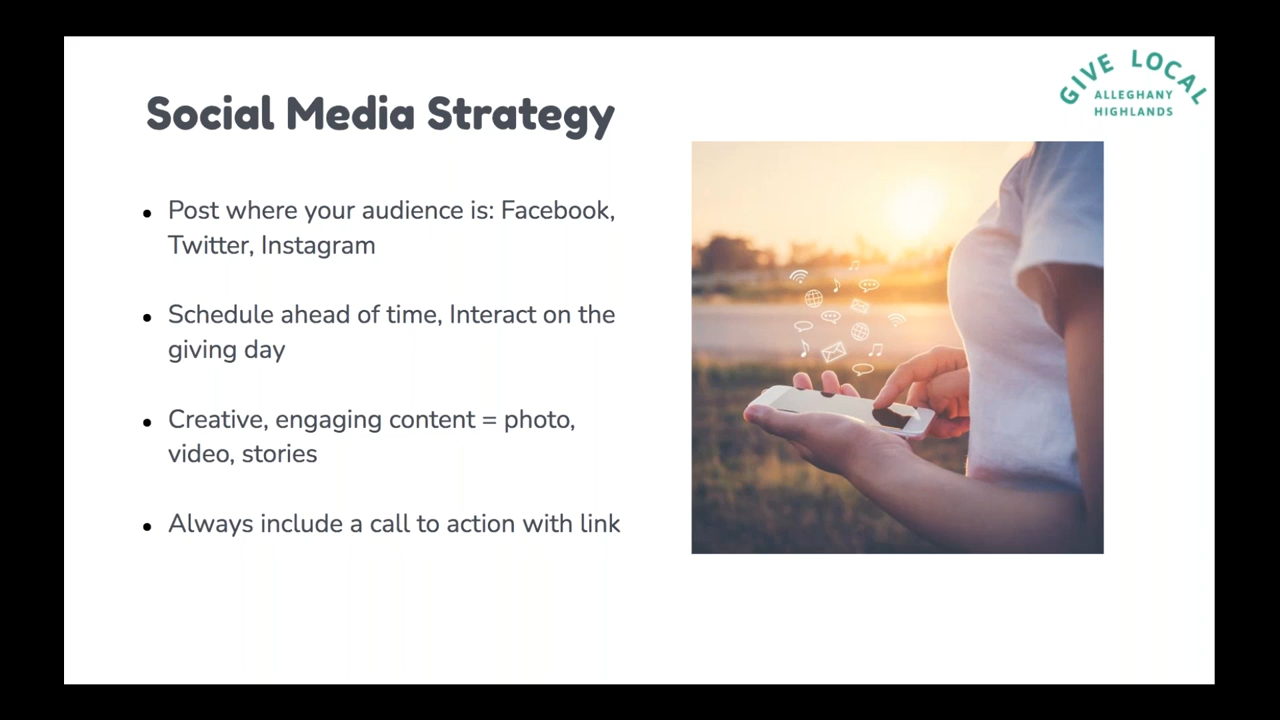 GIVE LOCAL
ALLEGHANY
HIGHLANDS
Social Media Strategy
• Post where your audience is: Facebook,
Twitter, Instagram
• Schedule ahead of time, Interact on the
giving day
• Creative, engaging content = photo,
video, stories
• Always include a call to action with link